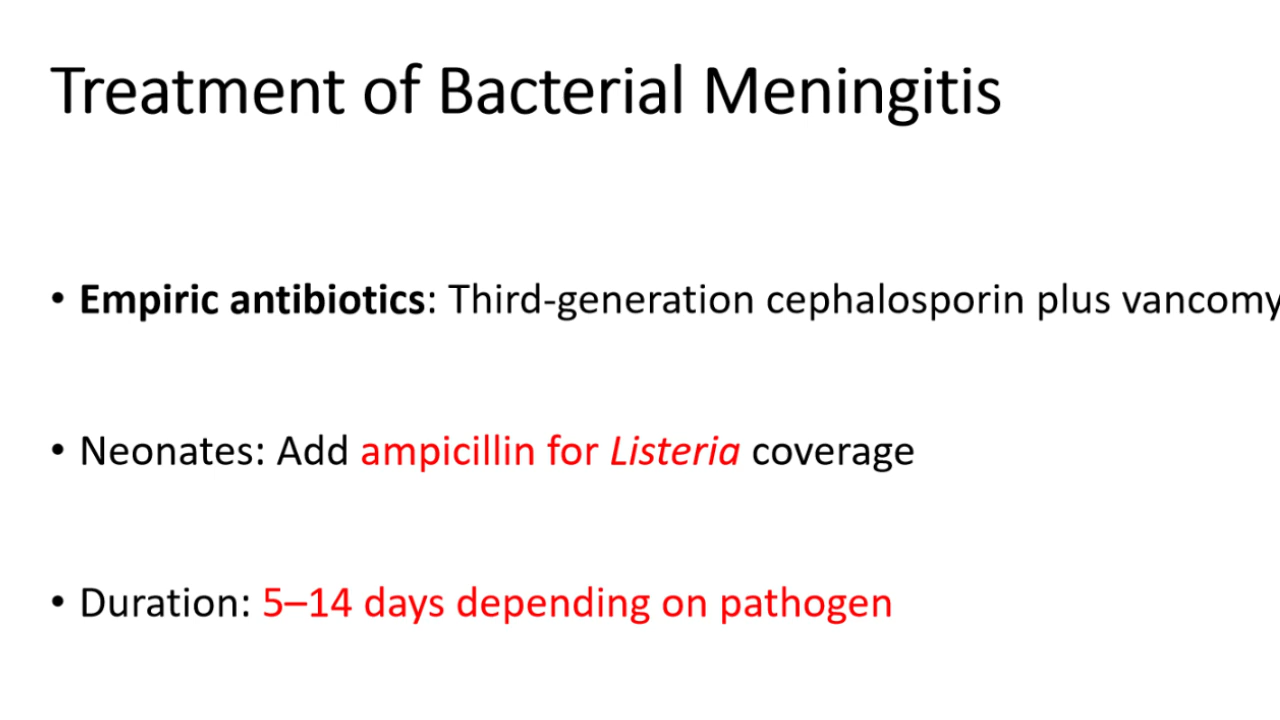 Treatment of Bacterial Meningitis
• Empiric antibiotics: Third-generation cephalosporin plus vancomy
• Neonates: Add ampicillin for Listeria coverage
• Duration: 5–14 days depending on pathogen